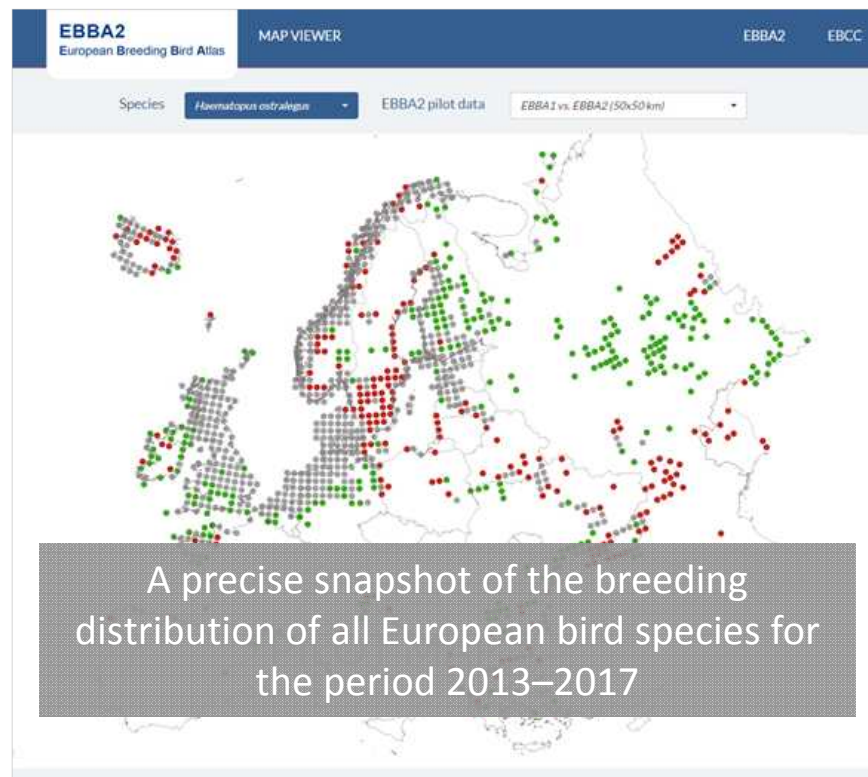 EBBA2 MAP VIEWER EBBA2 EBCC
European Breeding Bird Atlas
Species Haematopus ostralegus EBBA2 pilot data EBBA1 vs. EBBA2 (50x50 km)
A precise snapshot of the breeding
distribution of all European bird species for
the period 2013–2017